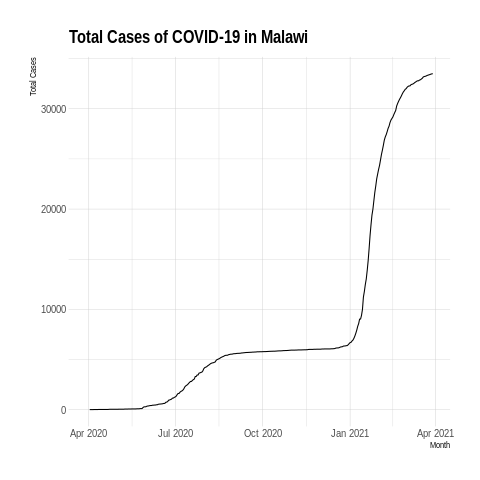 Total Cases of COVID-19 in Malawi
Total Cases
30000
20000
10000
0
Apr 2020 Jul 2020 Oct 2020 Jan 2021 Apr 2021
Month